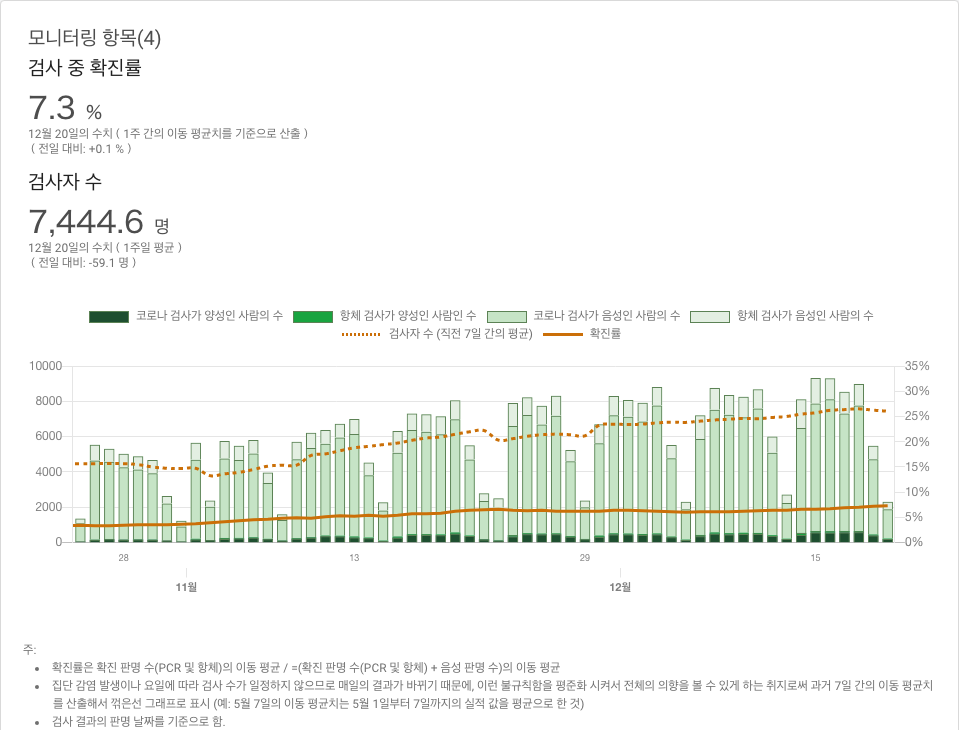 모니터링 항목(4)
검사 중 확진률
7.3 %
12월 20일의 수치 ( 1주 간의 이동 평균치를 기준으로 산출 )
( 전일 대비: +0.1 % )
검사자 수
7,444.6 명
12월 20일의 수치 ( 1주일 평균 )
( 전일 대비: -59.1 명 )
코로나 검사가 양성인 사람의 수 항체 검사가 양성인 사람인 수 코로나 검사가 음성인 사람의 수 항체 검사가 음성인 사람의 수
검사자 수 (직전 7일 간의 평균) 확진률
10000 35%
30%
8000
25%
6000 20%
4000 15%
10%
2000
5%
0 0%
28 13 29 15
11월 12월
주:
• 확진률은 확진 판명 수(PCR 및 항체)의 이동 평균 / =(확진 판명 수(PCR 및 항체) + 음성 판명 수)의 이동 평균
• 집단 감염 발생이나 요일에 따라 검사 수가 일정하지 않으므로 매일의 결과가 바뀌기 때문에, 이런 불규칙함을 평준화 시켜서 전체의 의향을 볼 수 있게 하는 취지로써 과거 7일 간의 이동 평균치
를 산출해서 꺾은선 그래프로 표시 (예: 5월 7일의 이동 평균치는 5월 1일부터 7일까지의 실적 값을 평균으로 한 것)
• 검사 결과의 판명 날짜를 기준으로 함.